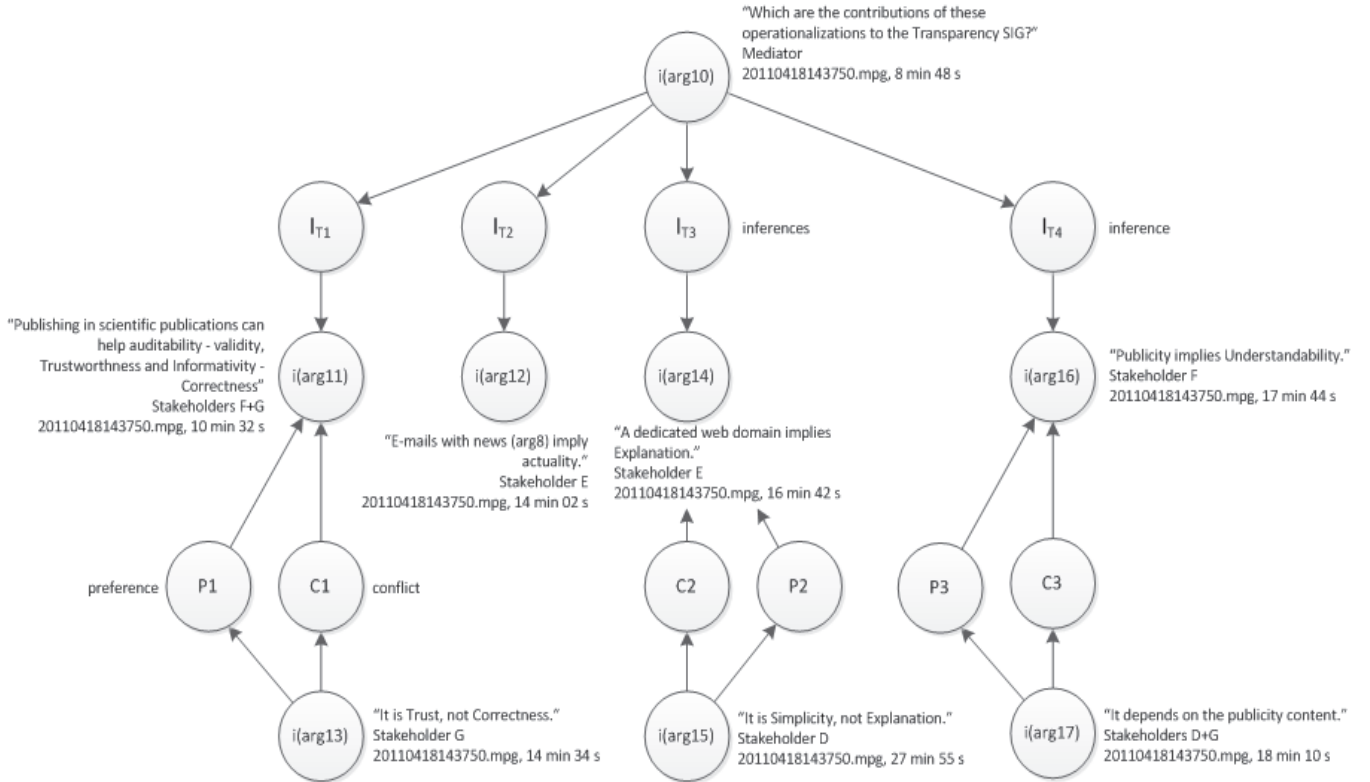 "Which are the contributions of these
operationalizations to the Transparency SIG?"
Mediator
20110418143750.mpg, 8 min 48 s
i(arg10)
IT1
IT2
IT3
inferences
IT4
inference
"Publishing in scientific publications can
help auditability - validity,
Trustworthness and Informativity -
Correctness"
Stakeholders F+G
20110418143750.mpg, 10 min 32 s
i(arg11)
i(arg12)
i(arg14)
i(arg16)
"Publicity implies Understandability."
Stakeholder F
20110418143750.mpg, 17 min 44 s
"E-mails with news (arg8) imply
actuality."
Stakeholder E
20110418143750.mpg, 14 min 02 s
"A dedicated web domain implies
Explanation."
Stakeholder E
20110418143750.mpg, 16 min 42 s
preference
P1
C1
conflict
C2
P2
P3
C3
i(arg13)
"It is Trust, not Correctness."
Stakeholder G
20110418143750.mpg, 14 min 34 s
i(arg15)
"It is Simplicity, not Explanation."
Stakeholder D
20110418143750.mpg, 27 min 55 s
i(arg17)
"It depends on the publicity content."
Stakeholders D+G
20110418143750.mpg, 18 min 10 s